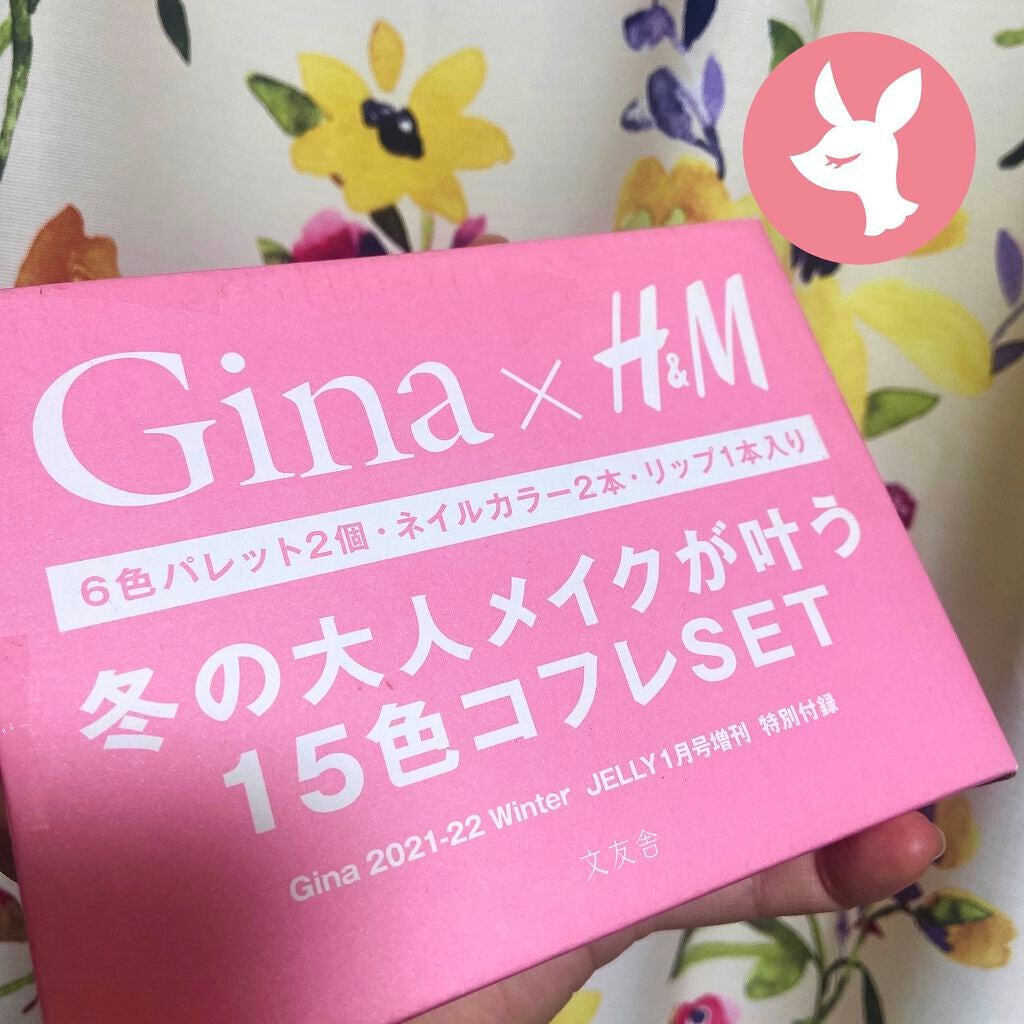 Gina×H&M
6色パレット2個・ネイルカラー2本・リップ1本入り
冬の大人メイクが叶う
15色コフレSET
Gina 2021-22 Winter JELLY1月号増刊 特別付録
文友舎